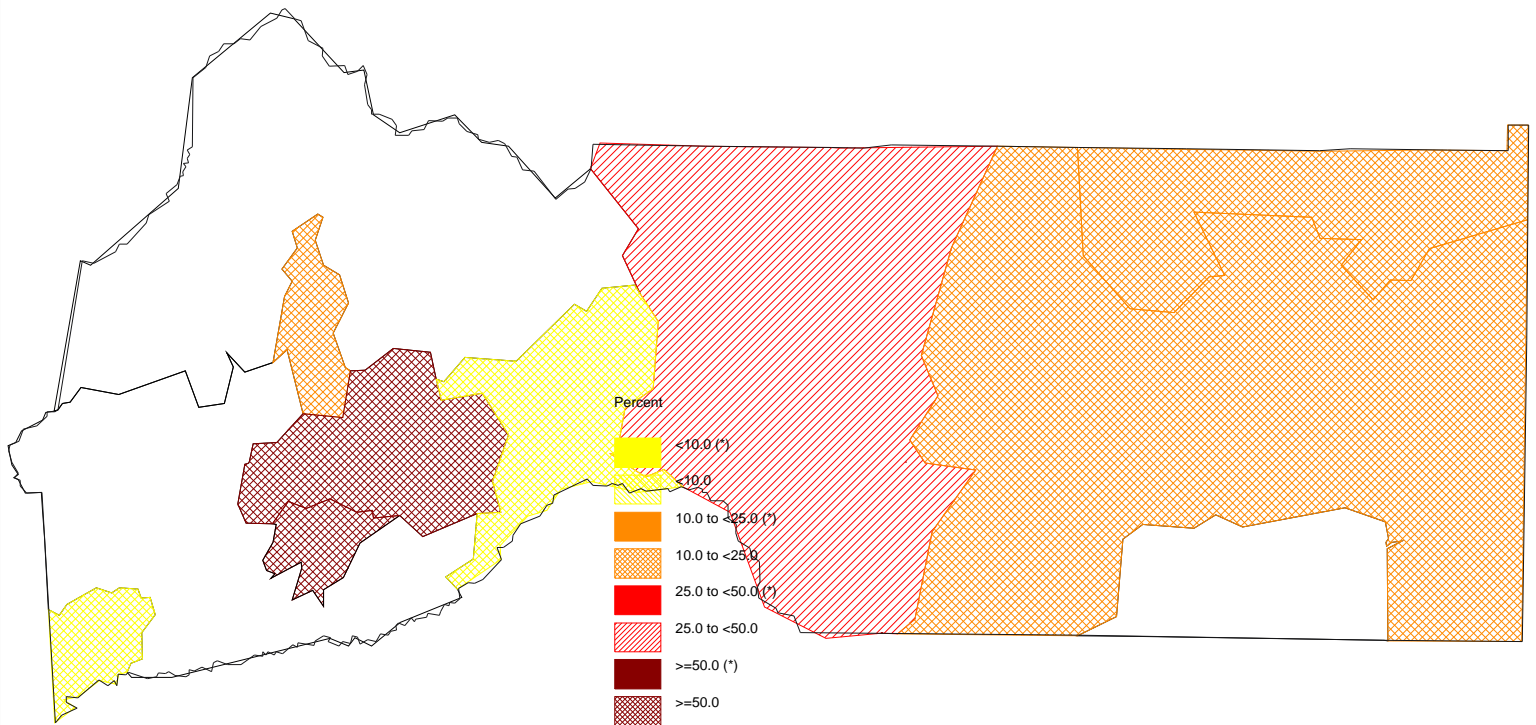 Percent
<10.0 (*)
<10.0
10.0 to <25.0 (*)
10.0 to <25.0
25.0 to <50.0 (*)
25.0 to <50.0
>=50.0 (*)
>=50.0